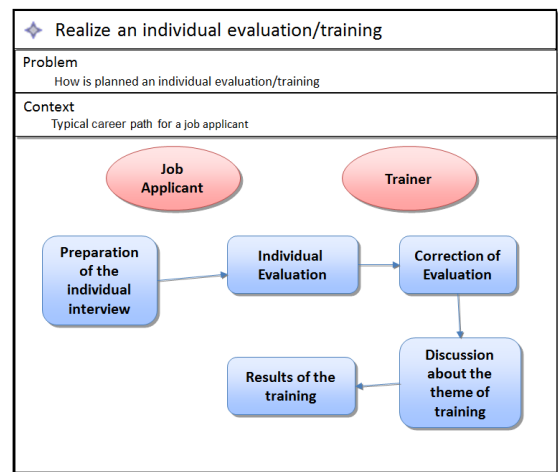 Realize an individual evaluation/training
Problem
How is planned an individual evaluation/training
Context
Typical career path for a job applicant
Job
Applicant
Trainer
Preparation
of the
individual
interview
Individual
Evaluation
Correction of
Evaluation
Results of the
training
Discussion
about the
theme of
training